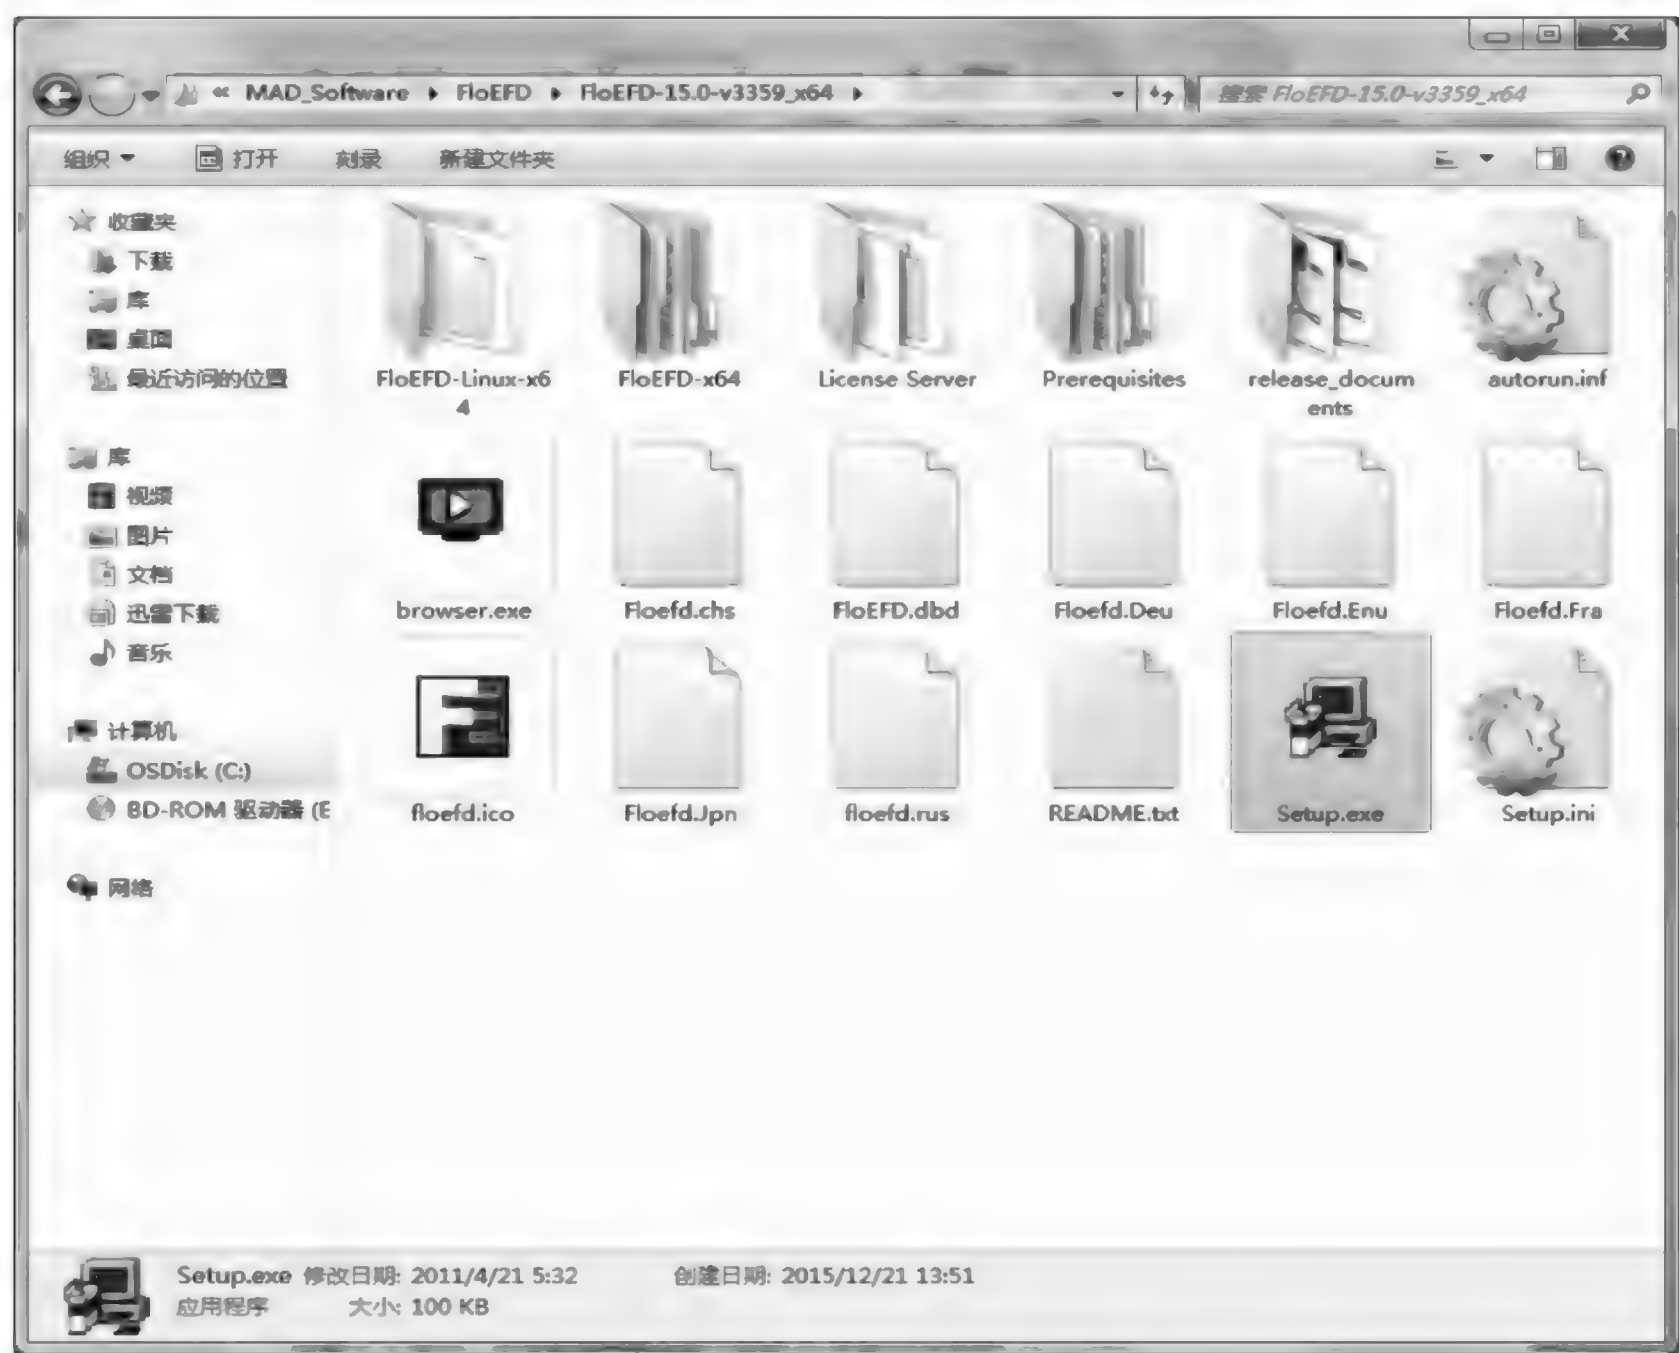 « MAD_Software ▸ FloEFD ▸ FloEFD-15.0-v3359_x64 ▸
搜索 FloEFD-15.0-v3359_x64
组织 打开 刻录 新建文件夹
收藏夹
下载
库
桌面
最近访问的位置
库
视频
图片
文档
迅雷下载
音乐
计算机
OSDisk (C:)
BD-ROM 驱动器 (E
网络
FloEFD-Linux-x6
4
FloEFD-x64
License Server
Prerequisites
release_docum
ents
autorun.inf
browser.exe
Floefd.chs
FloEFD.dbd
Floefd.Deu
Floefd.Enu
Floefd.Fra
floefd.ico
Floefd.Jpn
floefd.rus
README.txt
Setup.exe
Setup.ini
Setup.exe 修改日期: 2011/4/21 5:32 创建日期: 2015/12/21 13:51
应用程序 大小: 100 KB